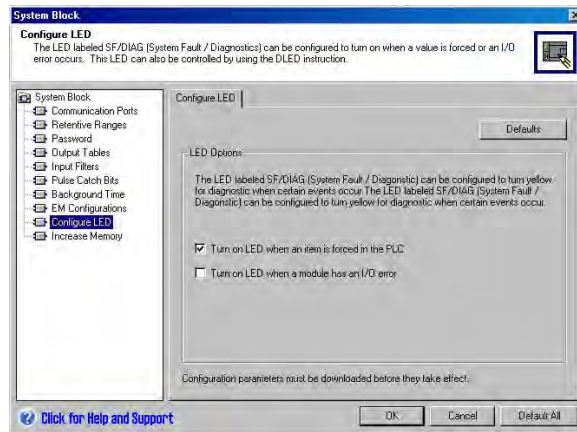 System Block
Configure LED
The LED labeled SF/DIAG (System Fault / Diagnostics) can be configured to turn on when a value is forced or an I/O
error occurs. This LED can also be controlled by using the DLED instruction.
System Block
Communication Ports
Retentive Ranges
Password
Output Tables
Input Filters
Pulse Catch Bits
Background Time
EM Configurations
Configure LED
Increase Memory
Configure LED
Defaults
LED Options
The LED labeled SF/DIAG (System Fault / Diagonstic) can be configured to turn yellow
for diagnostic when certain events occur. The LED labeled SF/DIAG (System Fault /
Diagonstic) can be configured to turn yellow for diagnostic when certain events occur.
Turn on LED when an item is forced in the PLC
Turn on LED when a module has an I/O error
Configuration parameters must be downloaded before they take effect.
Click for Help and Support
OK
Cancel
Default All